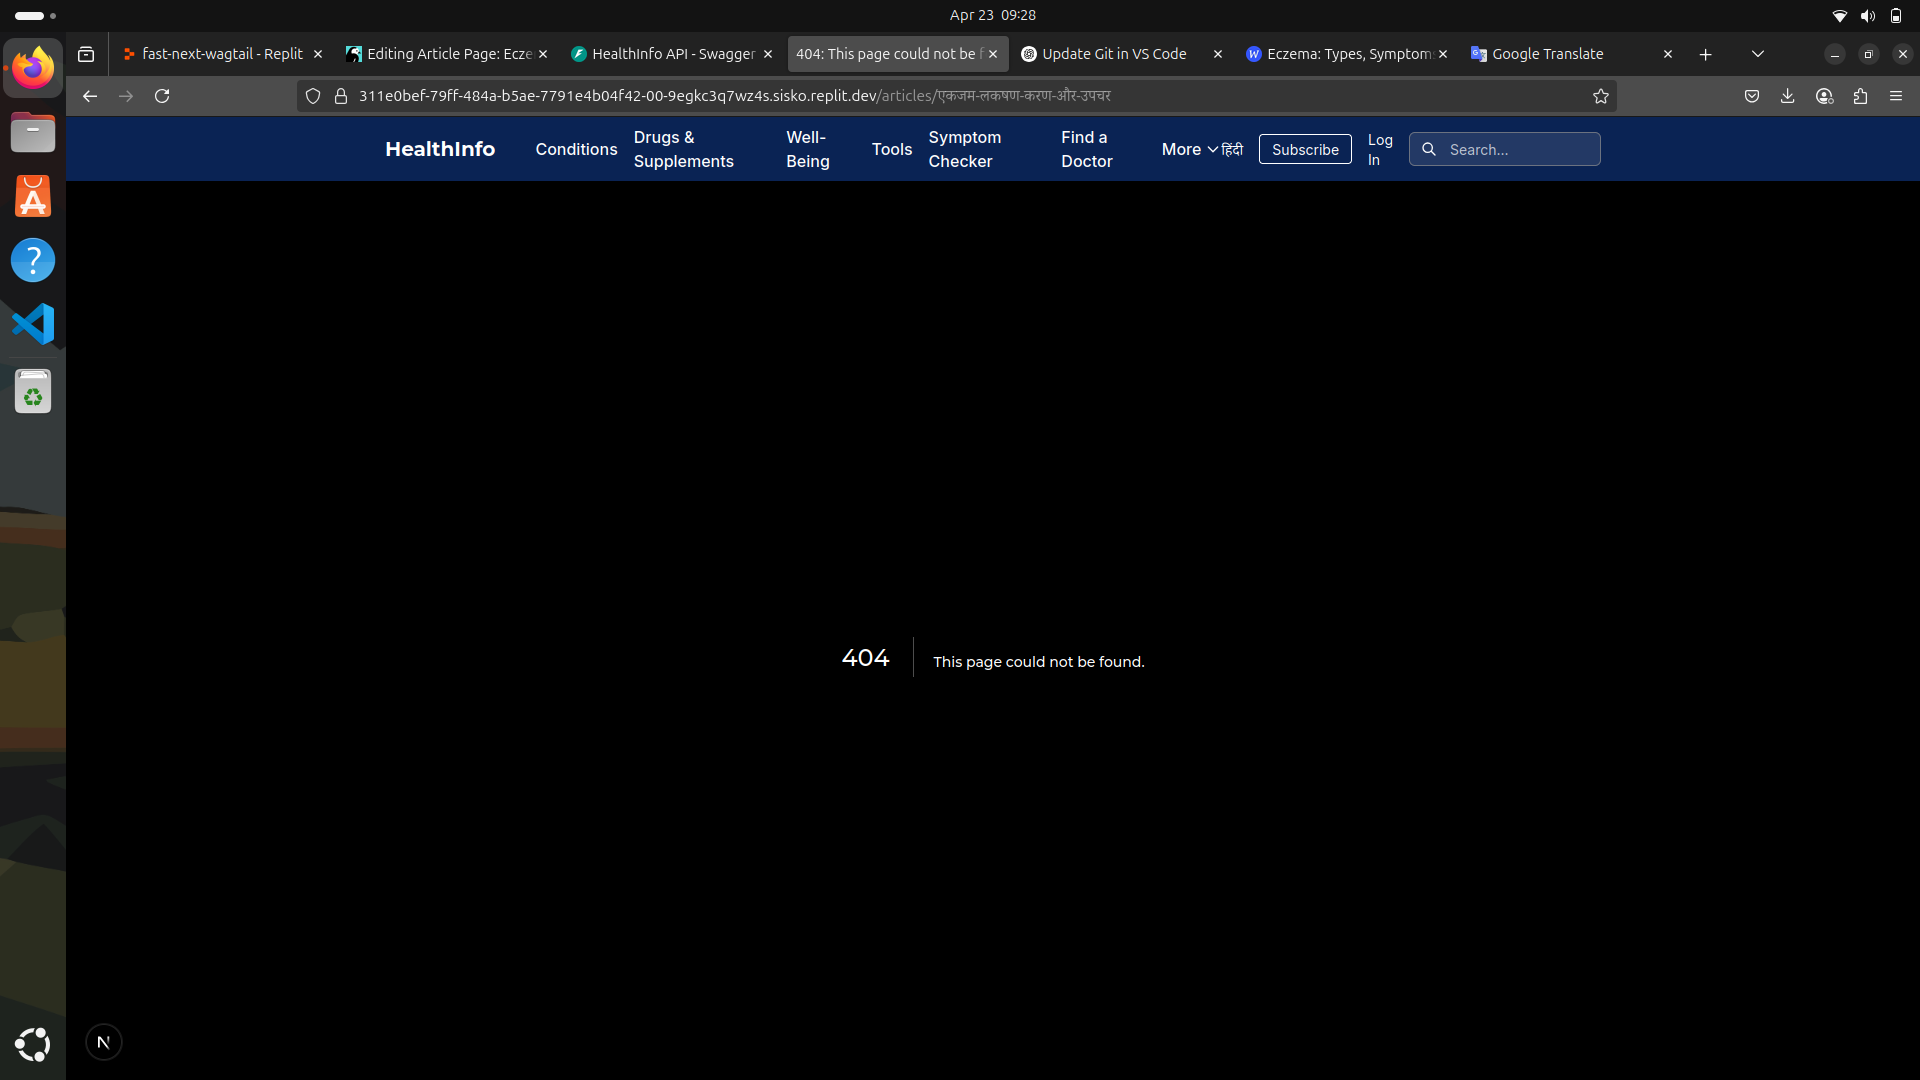 Apr 23 09:28
fast-next-wagtail - Replit
Editing Article Page: Ecze
HealthInfo API - Swagger
404: This page could not be f
Update Git in VS Code
Eczema: Types, Symptom
Google Translate
311e0bef-79ff-484a-b5ae-7791e4b04f42-00-9egkc3q7wz4s.sisko.replit.dev/articles/एकजम-लकषण-करण-और-उपचर
HealthInfo
Conditions
Drugs &
Supplements
Well-
Being
Tools
Symptom
Checker
Find a
Doctor
More
हिंदी
Subscribe
Log
In
Search...
404
This page could not be found.
N